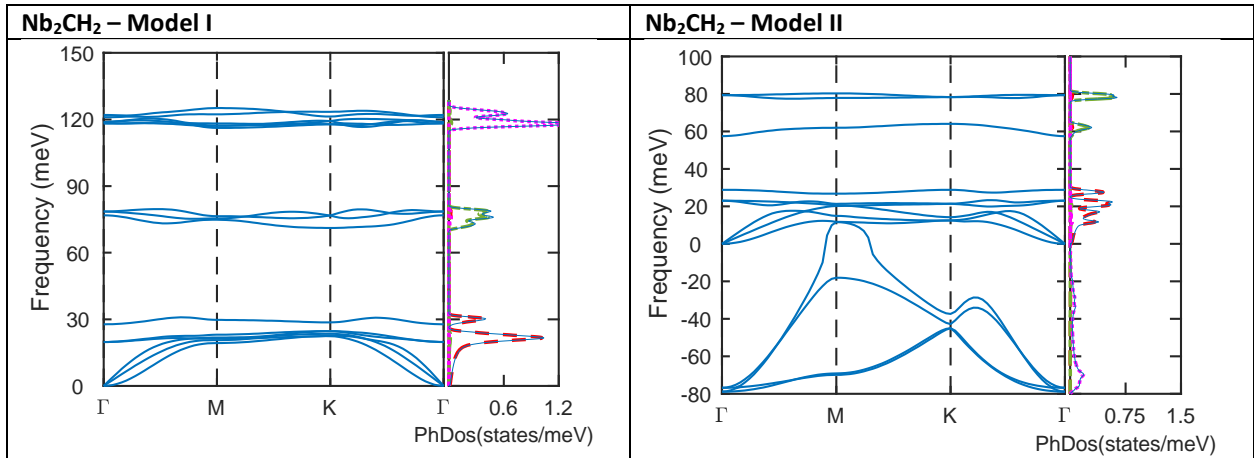 Nb₂CH₂ – Model I
150
120
90
60
30
0
Frequency (meV)
Γ M K Γ 0.6 1.2
PhDos(states/meV)
Nb₂CH₂ – Model II
100
80
60
40
20
0
-20
-40
-60
-80
Frequency (meV)
Γ M K Γ 0.75 1.5
PhDos(states/meV)